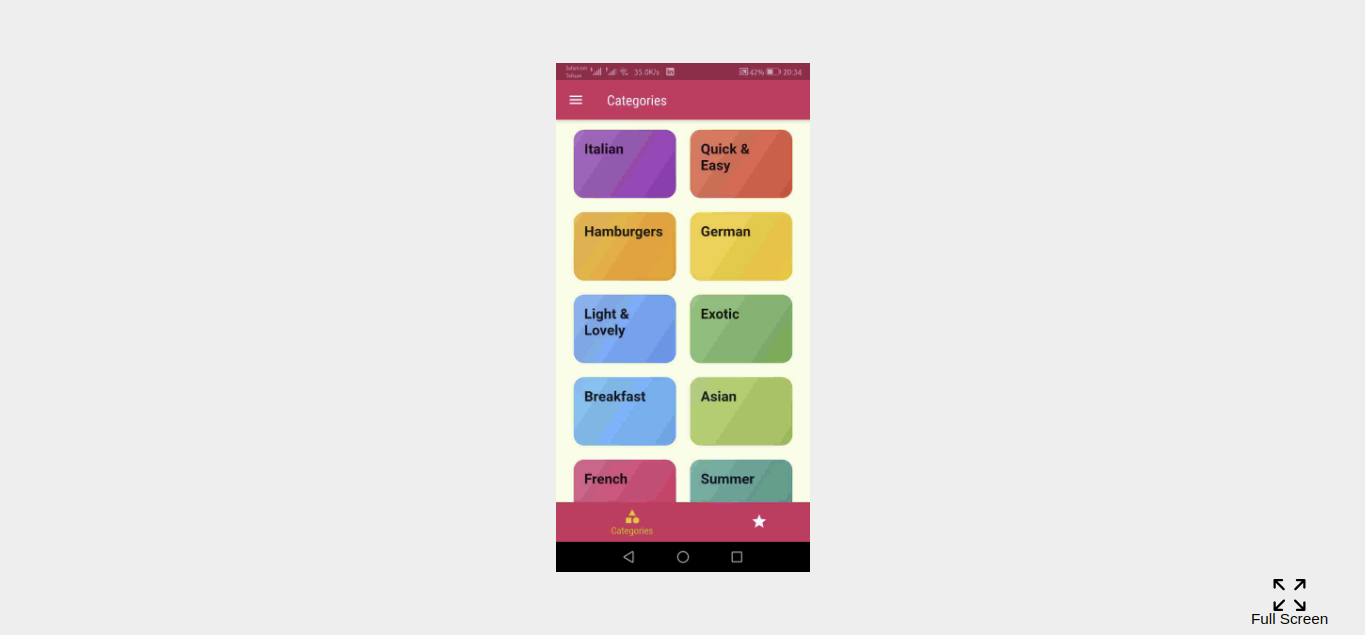 35.0K/s
42% 20:34
Categories
Italian
Quick &
Easy
Hamburgers
German
Light &
Lovely
Exotic
Breakfast
Asian
French
Summer
Categories
Full Screen